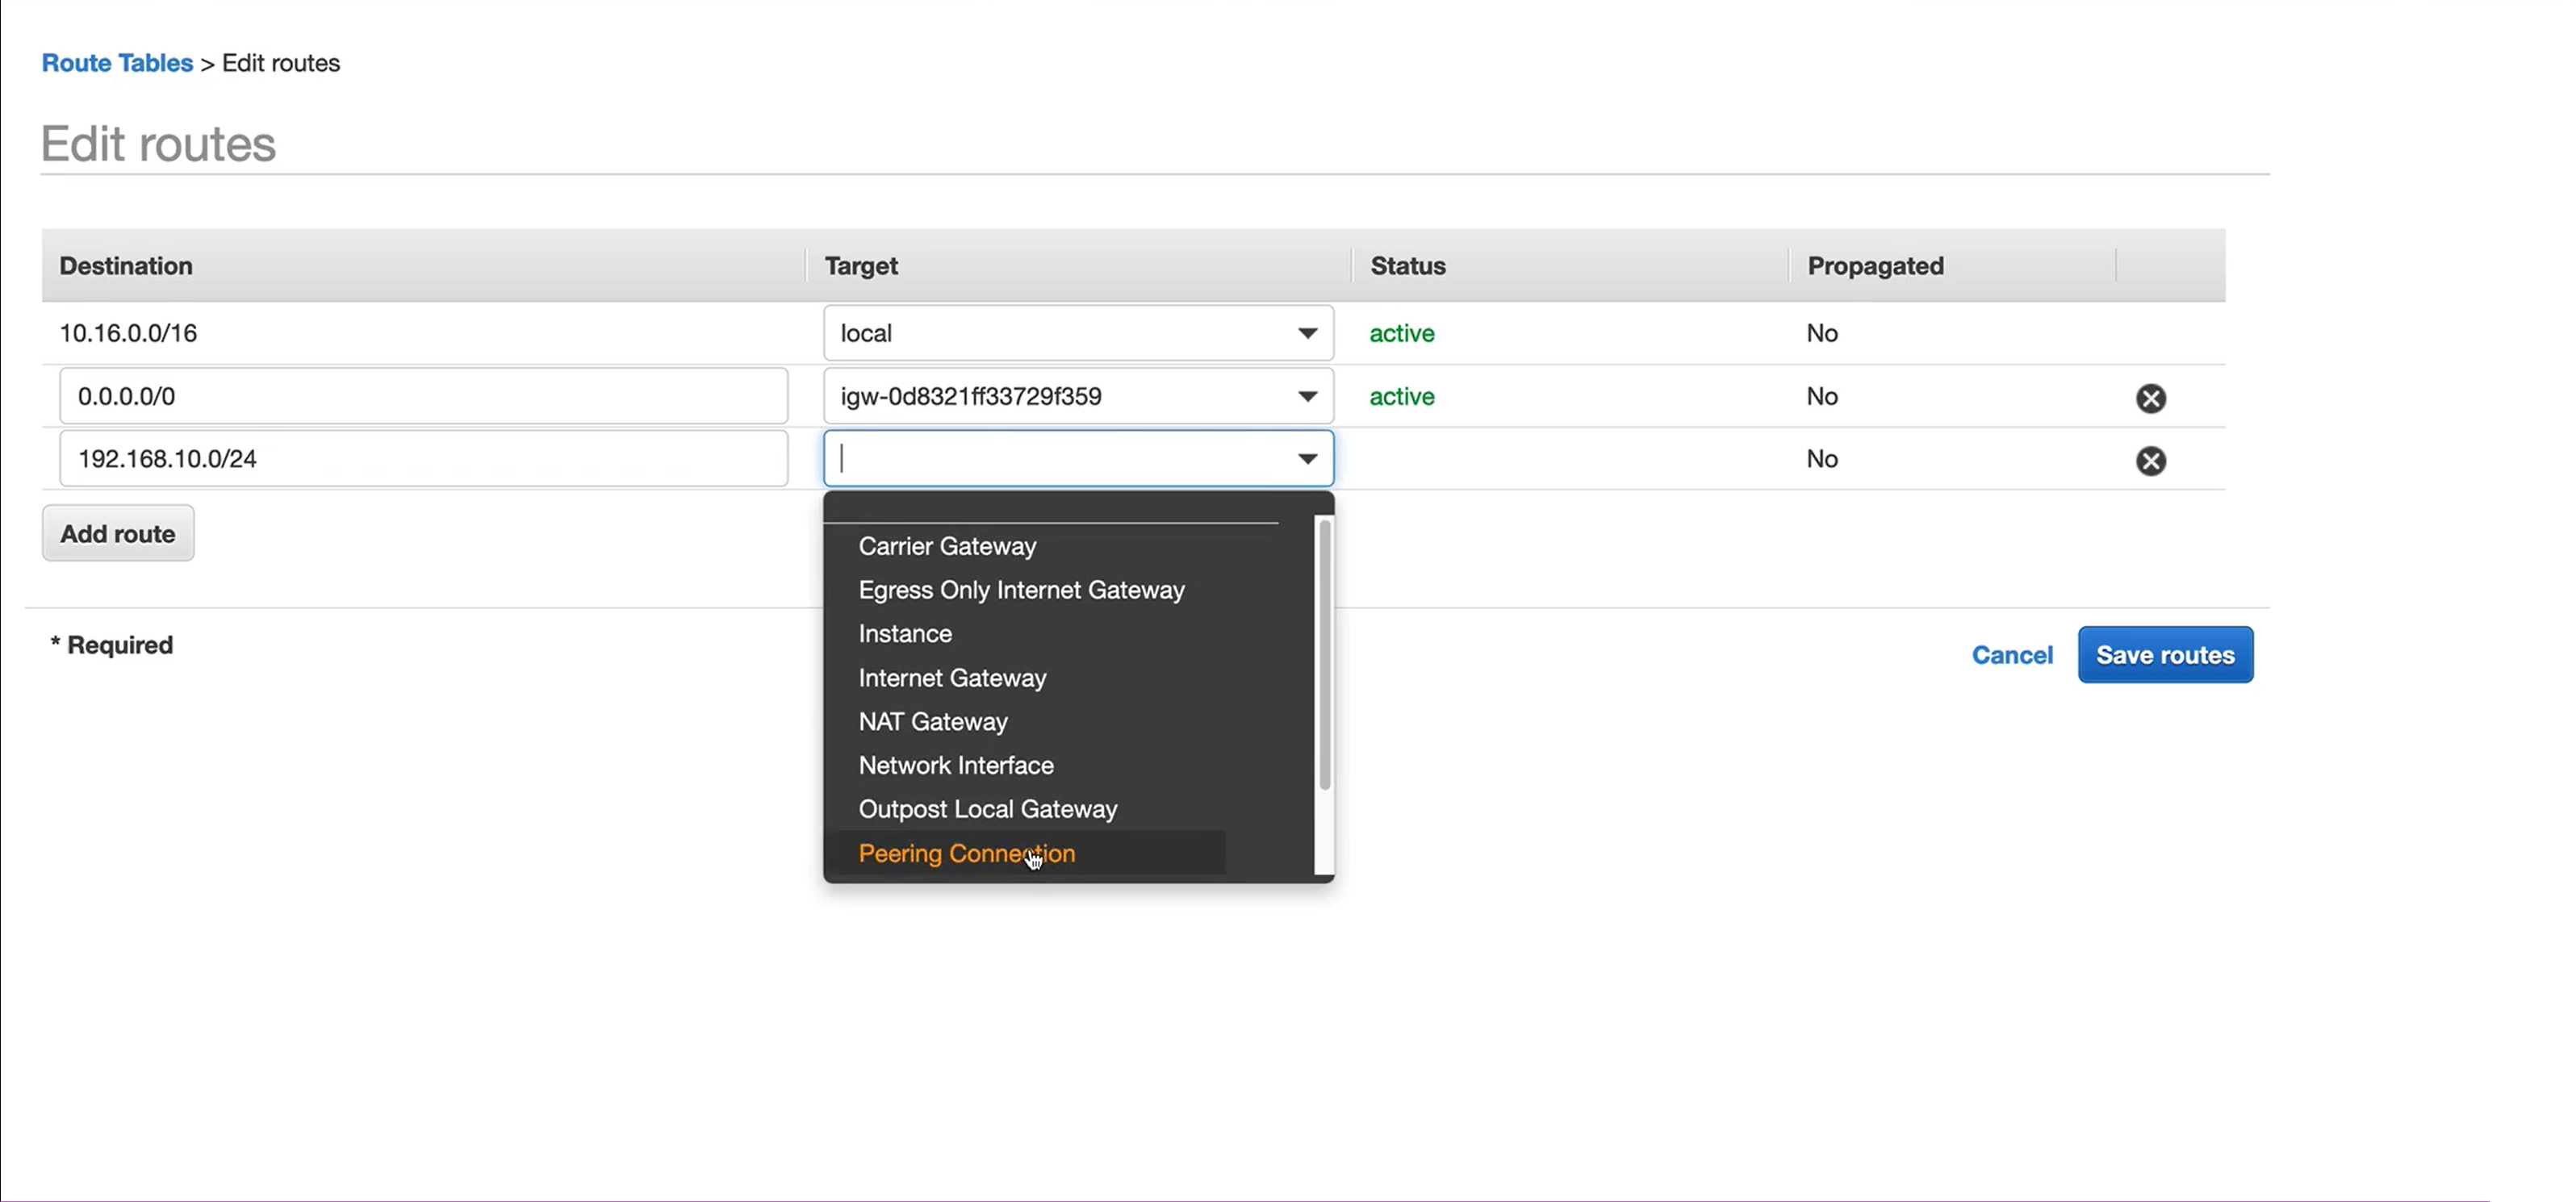 Route Tables > Edit routes
Edit routes
Destination Target Status Propagated
10.16.0.0/16 local active No
0.0.0.0/0 igw-0d8321ff33729f359 active No
192.168.10.0/24 No
Add route
Carrier Gateway
Egress Only Internet Gateway
Instance
Internet Gateway
NAT Gateway
Network Interface
Outpost Local Gateway
Peering Connection
* Required
Cancel Save routes